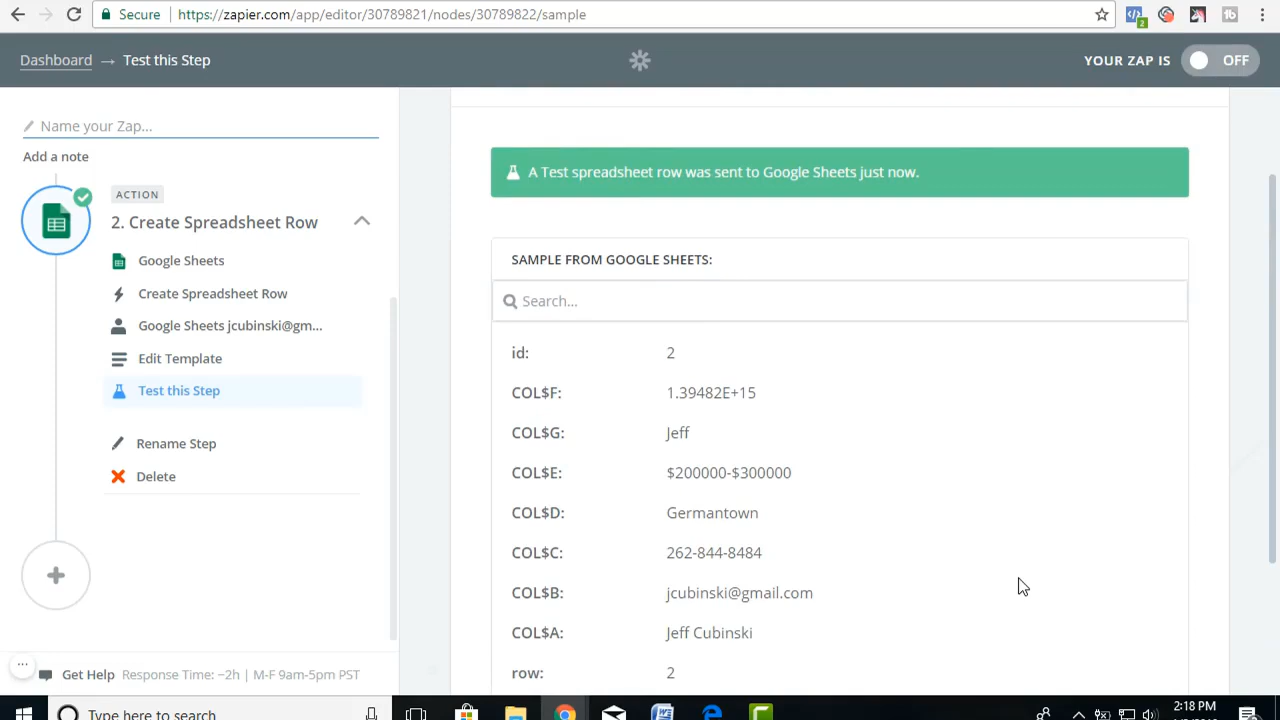 Secure
https://zapier.com/app/editor/30789821/nodes/30789822/sample
2
Dashboard → Test this Step
YOUR ZAP IS
OFF
Name your Zap...
Add a note
ACTION
2. Create Spreadsheet Row
Google Sheets
Create Spreadsheet Row
Google Sheets jcubinski@gm...
Edit Template
Test this Step
Rename Step
Delete
... Get Help Response Time: ~2h | M-F 9am-5pm PST
A Test spreadsheet row was sent to Google Sheets just now.
SAMPLE FROM GOOGLE SHEETS:
Search...
id: 2
COL$F: 1.39482E+15
COL$G: Jeff
COL$E: $200000-$300000
COL$D: Germantown
COL$C: 262-844-8484
COL$B: jcubinski@gmail.com
COL$A: Jeff Cubinski
row: 2
Type here to search
2:18 PM